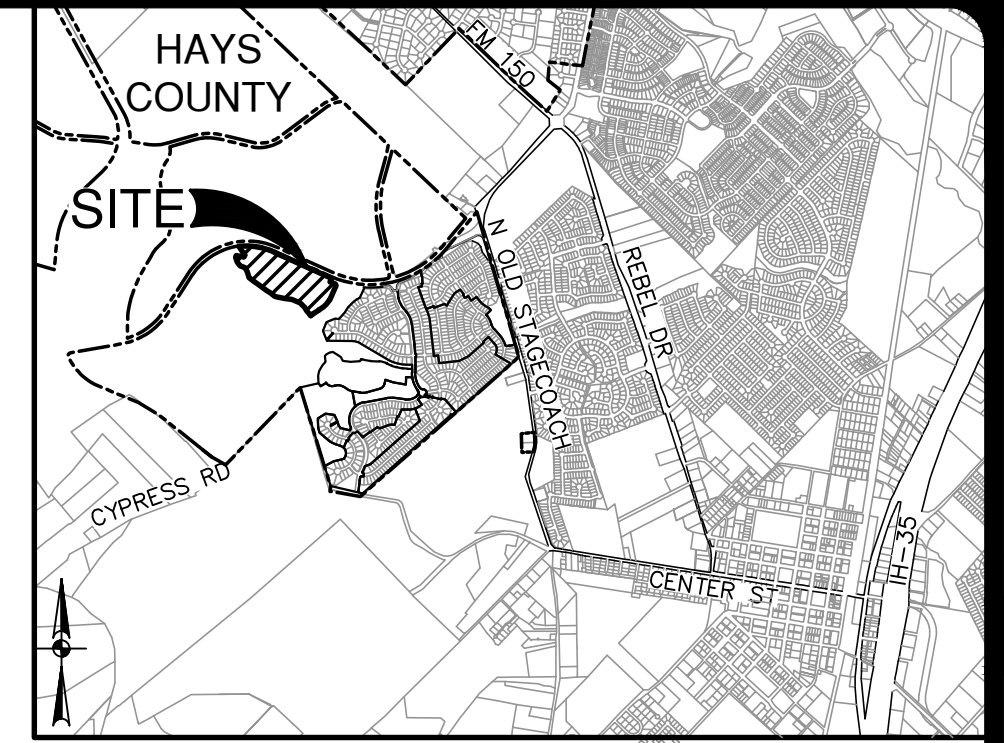 HAYS
COUNTY
FM 150
SITE
N OLD STAGECOACH
REBEL DR
CYPRESS RD
IH-35
CENTER ST